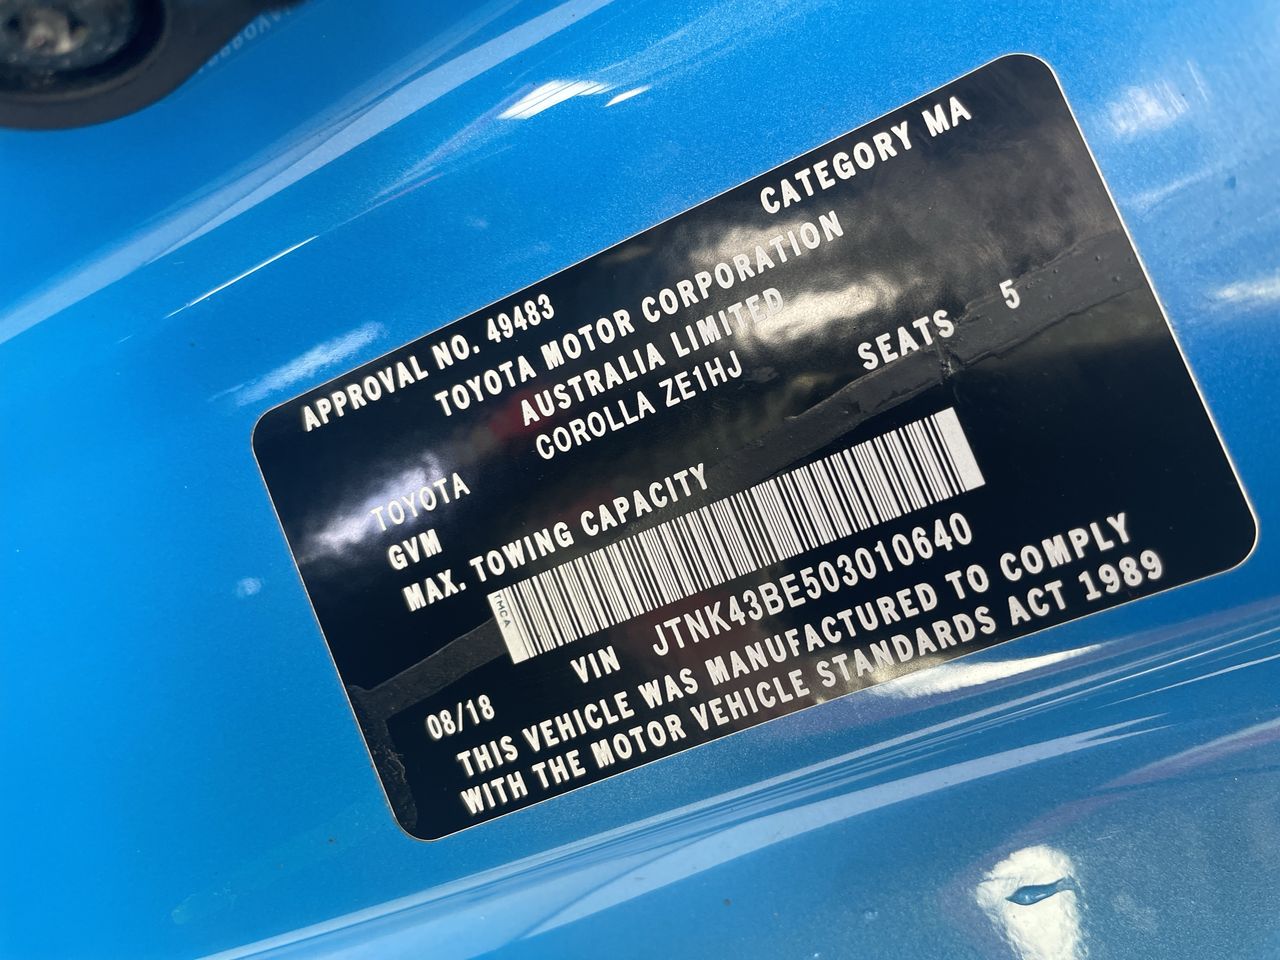 APPROVAL NO. 49483 CATEGORY MA
TOYOTA MOTOR CORPORATION
AUSTRALIA LIMITED
TOYOTA COROLLA ZE1HJ
GVM SEATS 5
MAX. TOWING CAPACITY
TMCA
08/18 VIN JTNK43BE503010640
THIS VEHICLE WAS MANUFACTURED TO COMPLY
WITH THE MOTOR VEHICLE STANDARDS ACT 1989